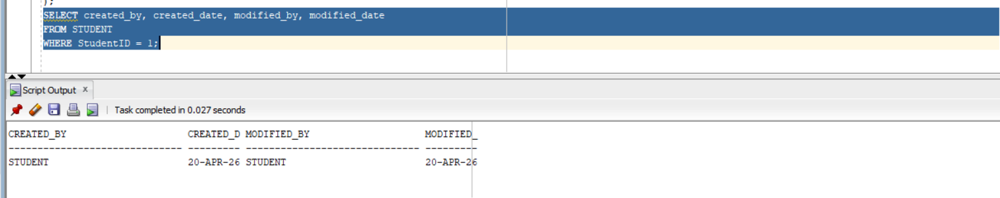 );
SELECT created_by, created_date, modified_by, modified_date
FROM STUDENT
WHERE StudentID = 1;
Script Output x
Task completed in 0.027 seconds
CREATED_BY CREATED_D MODIFIED_BY MODIFIED_
------------------------------ --------- ------------------------------ ---------
STUDENT 20-APR-26 STUDENT 20-APR-26